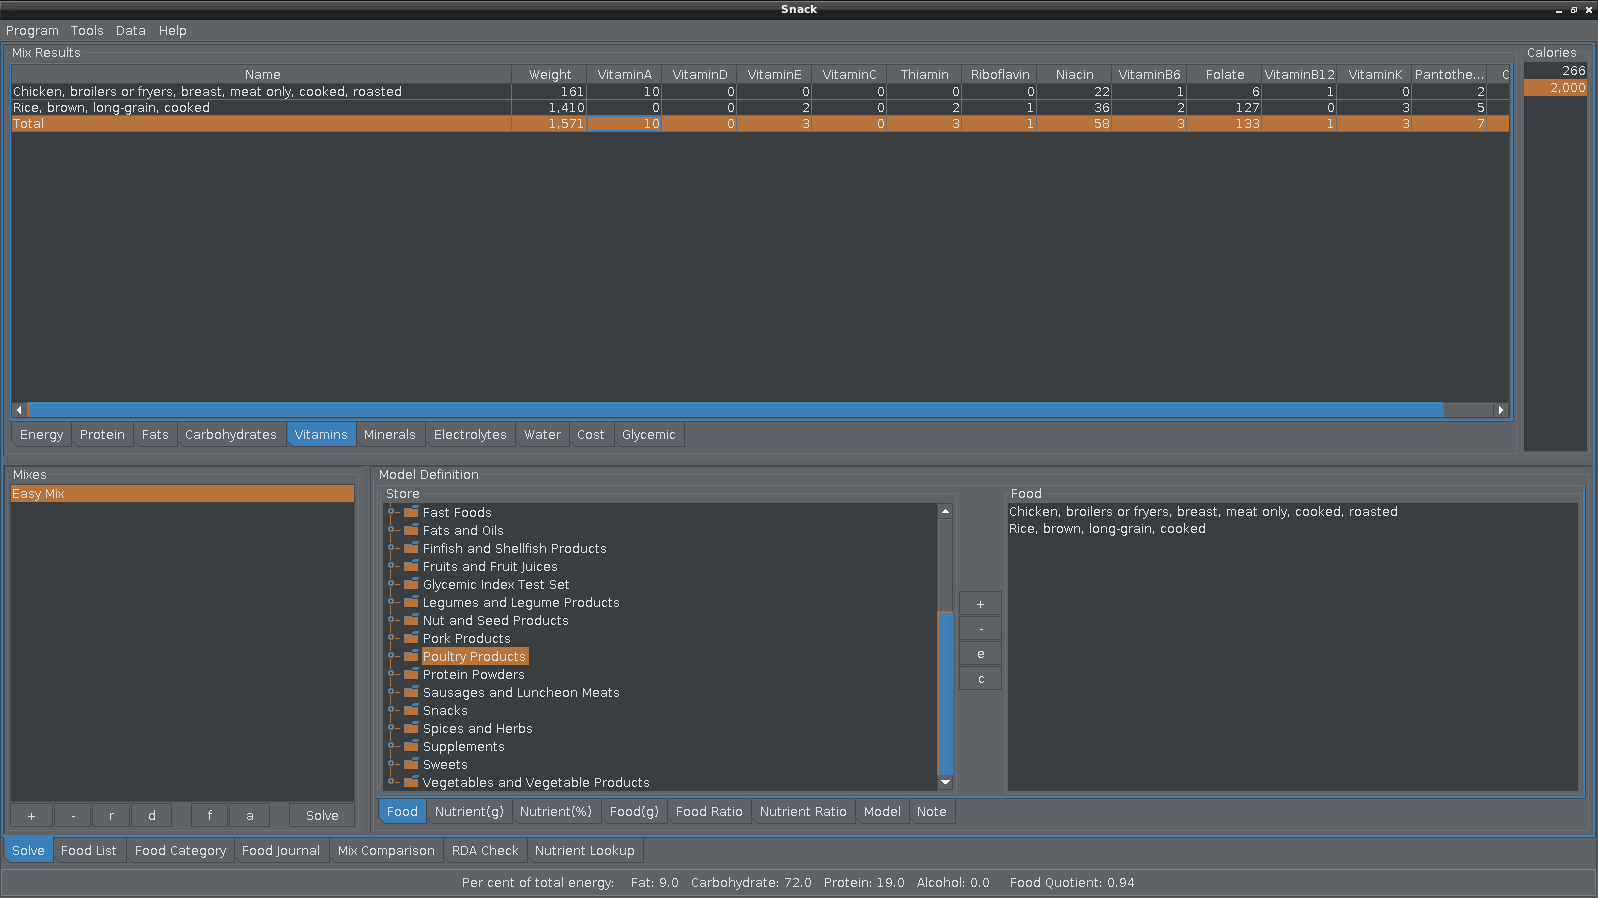 Snack
Program Tools Data Help
Mix Results
Calories
Name Weight VitaminA VitaminD VitaminE VitaminC Thiamin Riboflavin Niacin VitaminB6 Folate VitaminB12 VitaminK Pantothe... C
266
Chicken, broilers or fryers, breast, meat only, cooked, roasted 161 10 0 0 0 0 0 22 1 6 1 0 2
2,000
Rice, brown, long-grain, cooked 1,410 0 0 2 0 2 1 36 2 127 0 3 5
Total 1,571 10 0 3 0 3 1 58 3 133 1 3 7
Energy Protein Fats Carbohydrates Vitamins Minerals Electrolytes Water Cost Glycemic
Mixes
Easy Mix
+ - r d f a Solve
Model Definition
Store
Fast Foods
Fats and Oils
Finfish and Shellfish Products
Fruits and Fruit Juices
Glycemic Index Test Set
Legumes and Legume Products
Nut and Seed Products
Pork Products
Poultry Products
Protein Powders
Sausages and Luncheon Meats
Snacks
Spices and Herbs
Supplements
Sweets
Vegetables and Vegetable Products
+
-
e
c
Food
Chicken, broilers or fryers, breast, meat only, cooked, roasted
Rice, brown, long-grain, cooked
Food Nutrient(g) Nutrient(%) Food(g) Food Ratio Nutrient Ratio Model Note
Solve Food List Food Category Food Journal Mix Comparison RDA Check Nutrient Lookup
Per cent of total energy: Fat: 9.0 Carbohydrate: 72.0 Protein: 19.0 Alcohol: 0.0 Food Quotient: 0.94